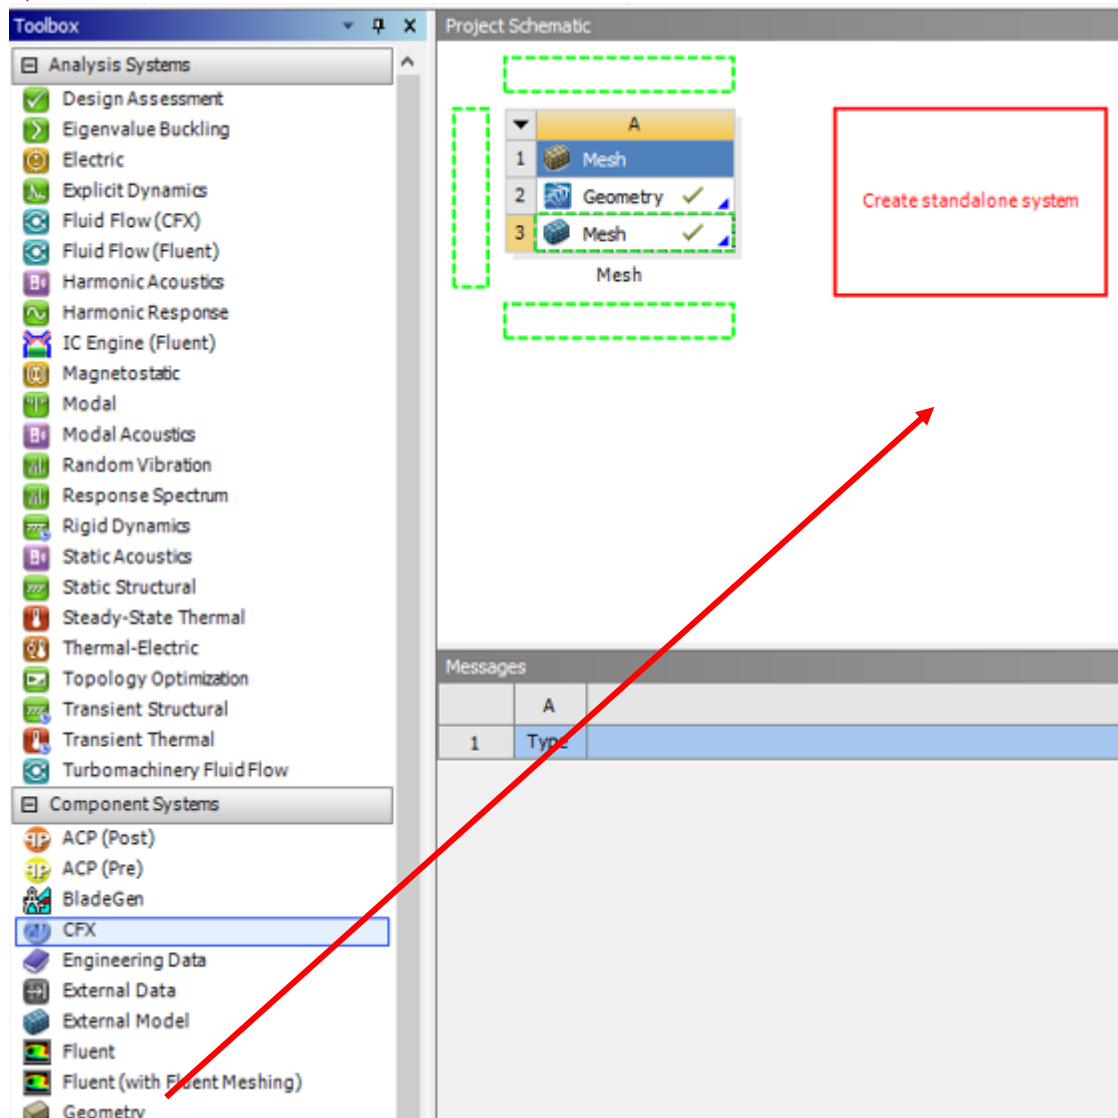 Toolbox
Analysis Systems
Design Assessment
Eigenvalue Buckling
Electric
Explicit Dynamics
Fluid Flow (CFX)
Fluid Flow (Fluent)
Harmonic Acoustics
Harmonic Response
IC Engine (Fluent)
Magnetostatic
Modal
Modal Acoustics
Random Vibration
Response Spectrum
Rigid Dynamics
Static Acoustics
Static Structural
Steady-State Thermal
Thermal-Electric
Topology Optimization
Transient Structural
Transient Thermal
Turbomachinery Fluid Flow
Component Systems
ACP (Post)
ACP (Pre)
BladeGen
CFX
Engineering Data
External Data
External Model
Fluent
Fluent (with Fluent Meshing)
Geometry
Project Schematic
A
1 Mesh
2 Geometry
3 Mesh
Mesh
Create standalone system
Messages
A
1 Type